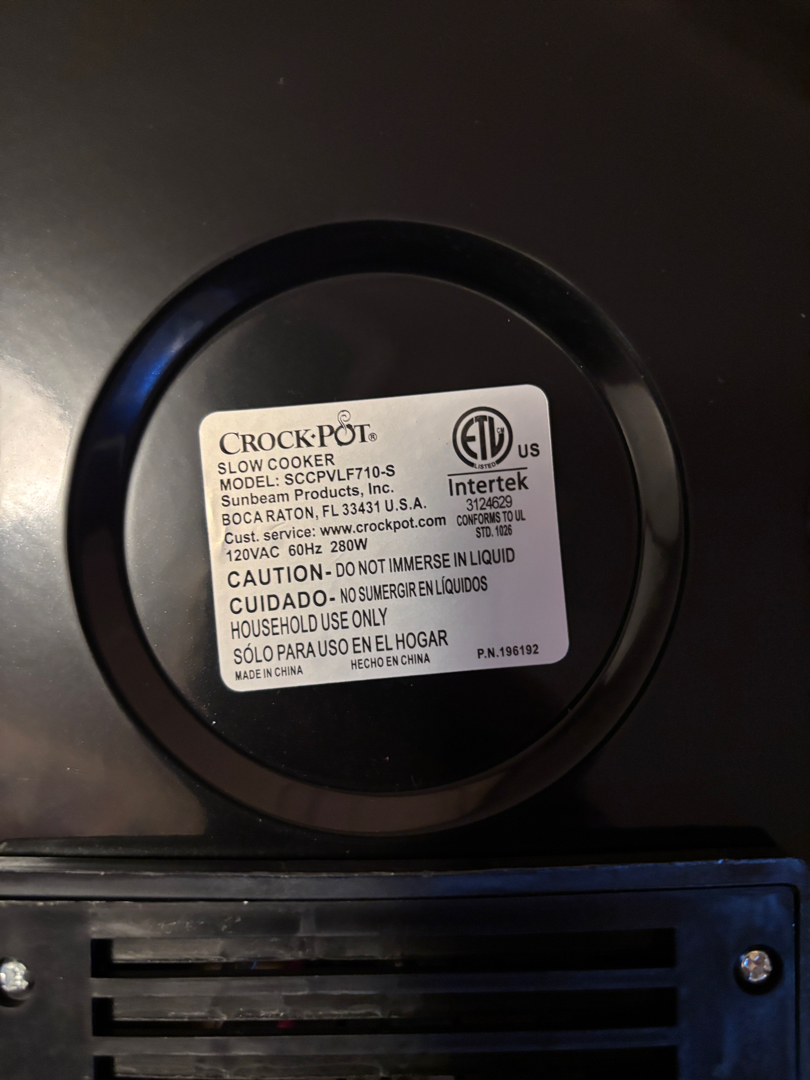 CROCK·POT®
SLOW COOKER
MODEL: SCCPVLF710-S
Sunbeam Products, Inc.
BOCA RATON, FL 33431 U.S.A.
Cust. service: www.crockpot.com
120VAC 60Hz 280W
ETL CM
LISTED
US
Intertek
3124629
CONFORMS TO UL
STD. 1026
CAUTION- DO NOT IMMERSE IN LIQUID
CUIDADO- NO SUMERGIR EN LÍQUIDOS
HOUSEHOLD USE ONLY
SÓLO PARA USO EN EL HOGAR
MADE IN CHINA HECHO EN CHINA P.N.196192